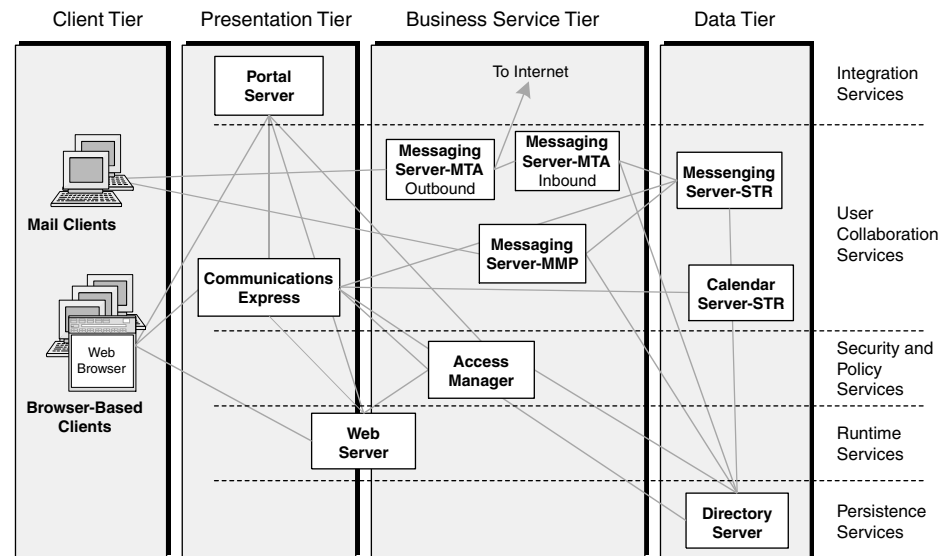 Client Tier
Presentation Tier
Business Service Tier
Data Tier
Portal
Server
To Internet
Integration
Services
Messaging
Server-MTA
Outbound
Messaging
Server-MTA
Inbound
Messenging
Server-STR
Mail Clients
User
Collaboration
Services
Messaging
Server-MMP
Communications
Express
Calendar
Server-STR
Web
Browser
Browser-Based
Clients
Access
Manager
Security and
Policy
Services
Web
Server
Runtime
Services
Directory
Server
Persistence
Services